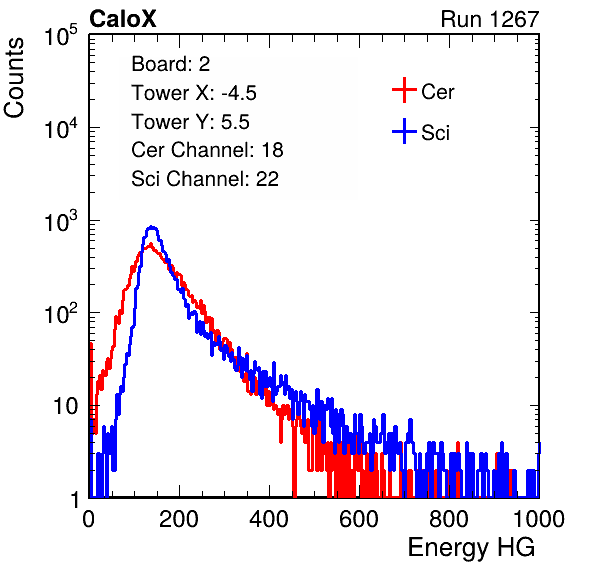 CaloX Run 1267
Counts
Board: 2
Tower X: -4.5
Tower Y: 5.5
Cer Channel: 18
Sci Channel: 22
Cer
Sci
10^5
10^4
10^3
10^2
10
1
0 200 400 600 800 1000
Energy HG